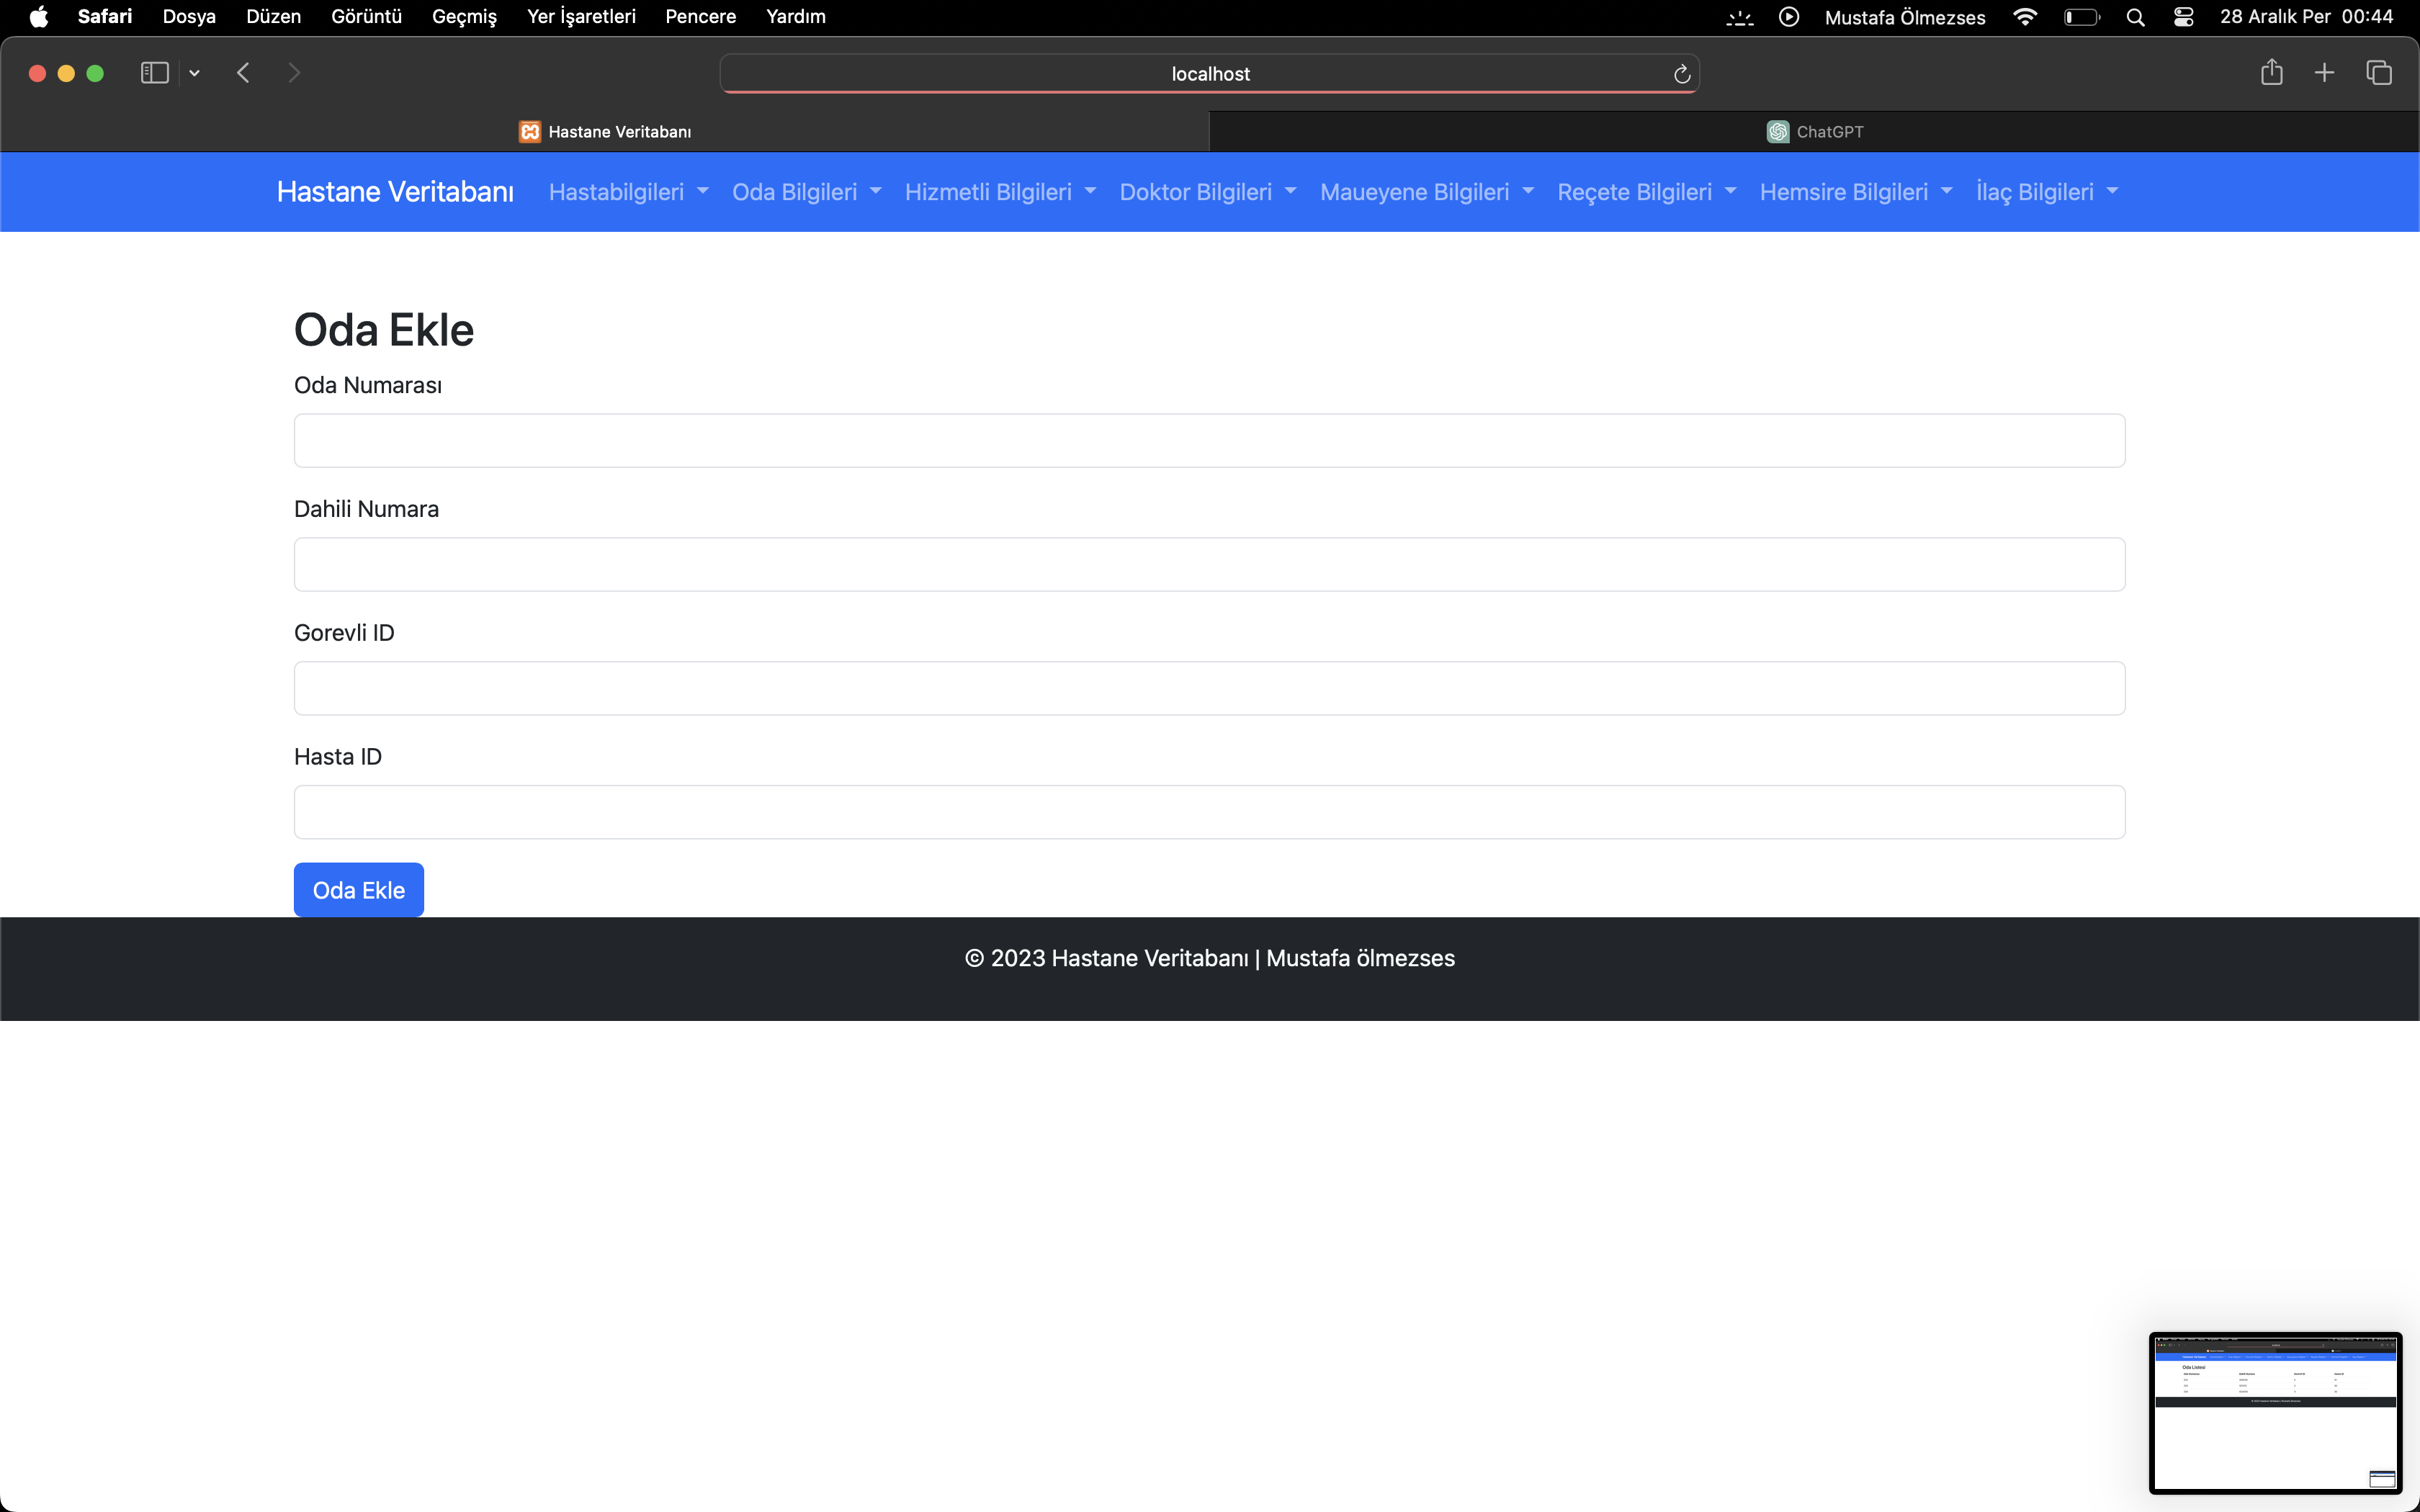 Safari Dosya Düzen Görüntü Geçmiş Yer İşaretleri Pencere Yardım Mustafa Ölmezses 28 Aralık Per 00:44
localhost
Hastane Veritabanı ChatGPT
Hastane Veritabanı Hastabilgileri Oda Bilgileri Hizmetli Bilgileri Doktor Bilgileri Maueyene Bilgileri Reçete Bilgileri Hemsire Bilgileri İlaç Bilgileri
Oda Ekle
Oda Numarası
Dahili Numara
Gorevli ID
Hasta ID
Oda Ekle
© 2023 Hastane Veritabanı | Mustafa ölmezses
Oda Listesi